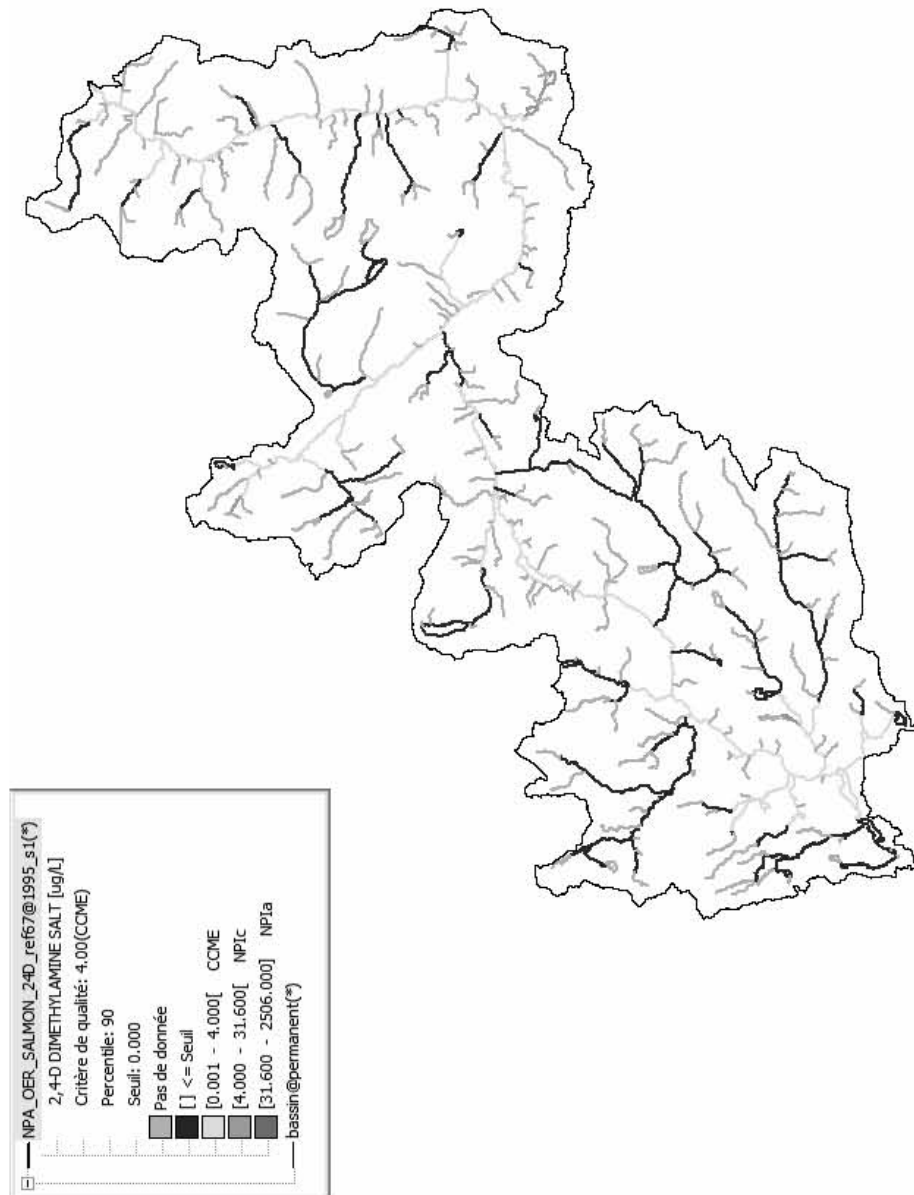 NPA_OER_SALMON_24D_ref67@1995_s1(*)
2,4-D DIMETHYLAMINE SALT [ug/L]
Critère de qualité: 4.00(CCME)
Percentile: 90
Seuil: 0.000
Pas de donnée
[ ] <= Seuil
[0.001 - 4.000[ CCME
[4.000 - 31.600[ NPIc
[31.600 - 2506.000] NPIa
bassin@permanent(*)